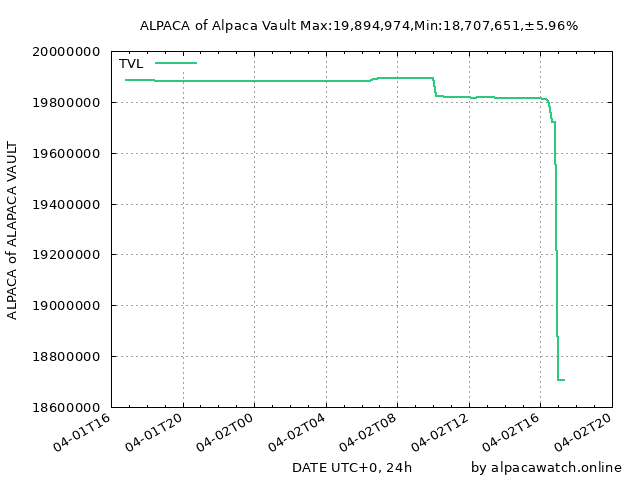 ALPACA of Alpaca Vault Max:19,894,974,Min:18,707,651,±5.96%
TVL
20000000
19800000
19600000
19400000
19200000
19000000
18800000
18600000
ALPACA of ALAPACA VAULT
04-01T16
04-01T20
04-02T00
04-02T04
04-02T08
04-02T12
04-02T16
04-02T20
DATE UTC+0, 24h
by alpacawatch.online